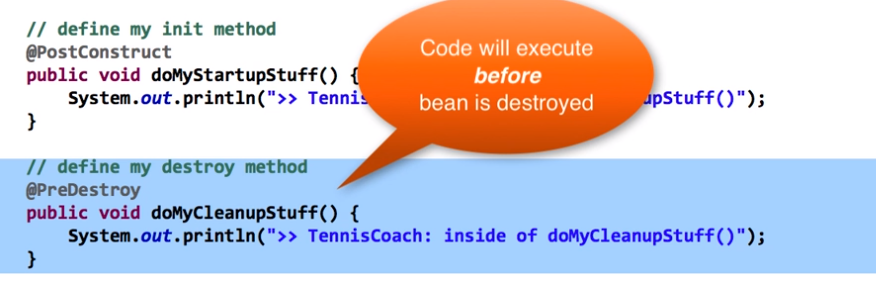 // define my init method
@PostConstruct
public void doMyStartupStuff() {
System.out.println(">> Tennis upStuff()");
}
Code will execute
before
bean is destroyed
// define my destroy method
@PreDestroy
public void doMyCleanupStuff() {
System.out.println(">> TennisCoach: inside of doMyCleanupStuff()");
}